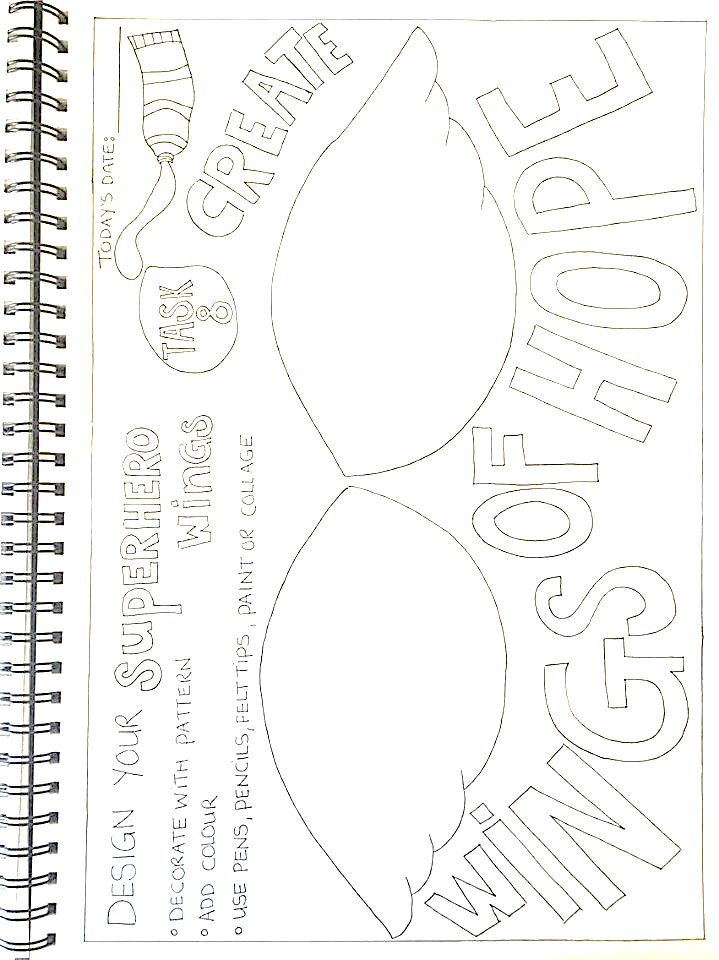 DESIGN YOUR SUPERHERO
WINGS
• DECORATE WITH PATTERN
• ADD COLOUR
• USE PENS, PENCILS, FELT TIPS, PAINT OR COLLAGE
TASK
8
TODAY'S DATE:
CREATE
WINGS OF HOPE